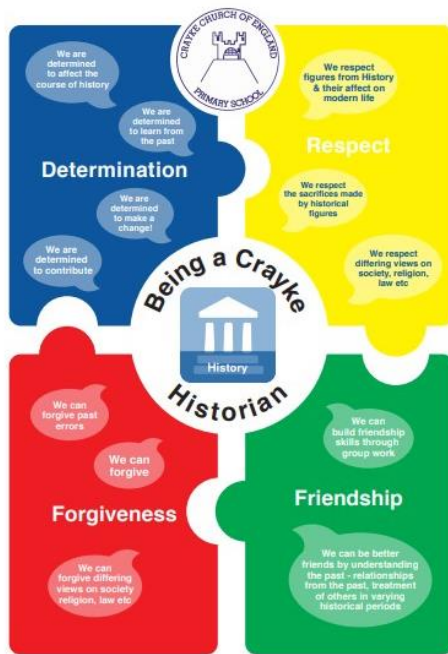 CRAYKE CHURCH OF ENGLAND
PRIMARY SCHOOL
We are
determined
to affect the
course of history
We are
determined
to learn from
the past
Determination
We are
determined
to make a
change!
We are
determined
to contribute
We respect
figures from History
& their affect on
modern life
Respect
We respect
the sacrifices made
by historical
figures
We respect
differing views on
society, religion,
law etc
Being a Crayke
History
Historian
We can
forgive past
errors
We can
forgive
Forgiveness
We can
forgive differing
views on society
religion, law etc
We can
build friendship
skills through
group work
Friendship
We can be better
friends by understanding
the past - relationships
from the past, treatment
of others in varying
historical periods